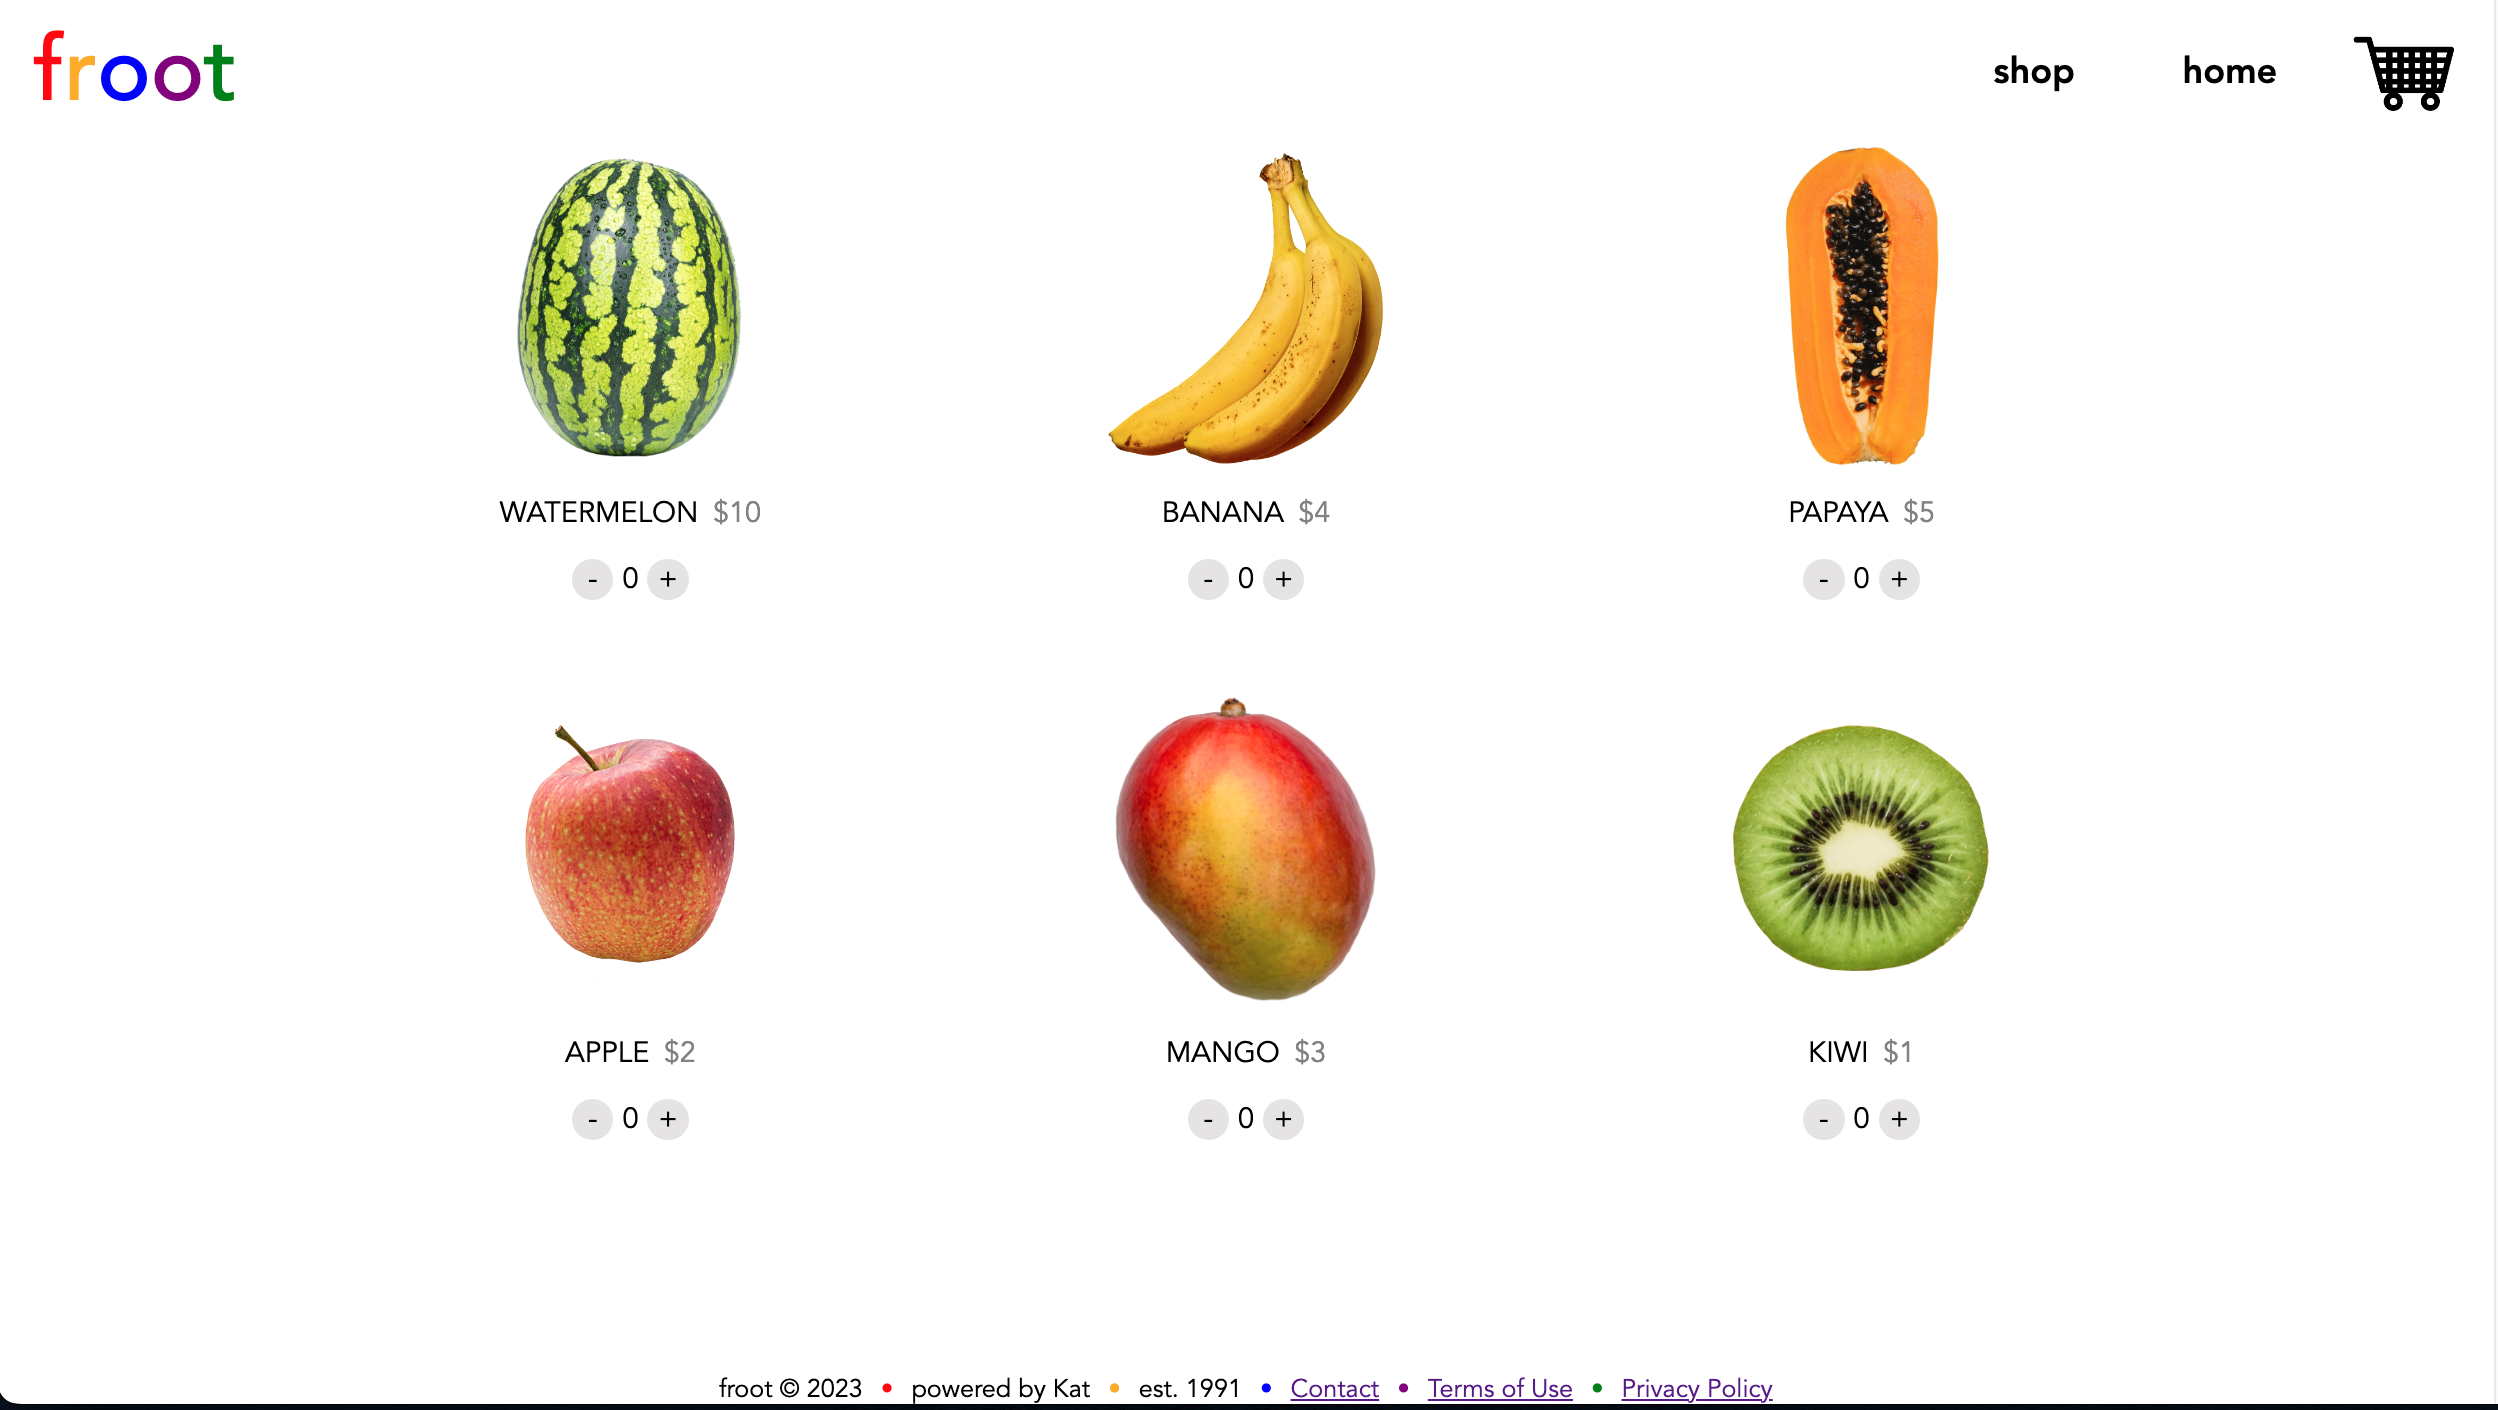 froot
shop home
WATERMELON $10
- 0 +
BANANA $4
- 0 +
PAPAYA $5
- 0 +
APPLE $2
- 0 +
MANGO $3
- 0 +
KIWI $1
- 0 +
froot © 2023 • powered by Kat • est. 1991 • Contact • Terms of Use • Privacy Policy